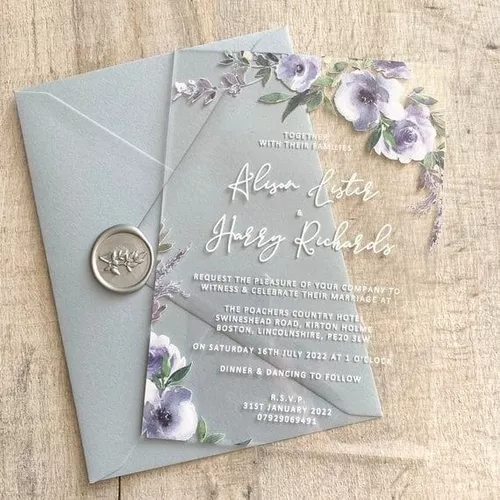 TOGETHER
WITH THEIR FAMILIES
Alison Lister
&
Harry Richards
REQUEST THE PLEASURE OF YOUR COMPANY TO
WITNESS & CELEBRATE THEIR MARRIAGE AT
THE POACHERS COUNTRY HOTEL
SWINESHEAD ROAD, KIRTON HOLME
BOSTON, LINCOLNSHIRE, PE20 3LW
ON SATURDAY 16TH JULY 2022 AT 1 O'CLOCK
DINNER & DANCING TO FOLLOW
R.S.V.P
31ST JANUARY 2022
07929069491